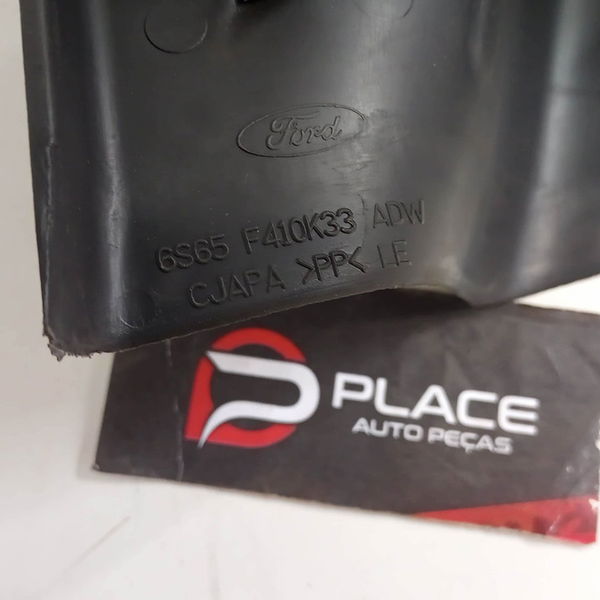 Ford
6S65 F410K33 ADW
CJAPA >PP< LE
PLACE
AUTO PEÇAS